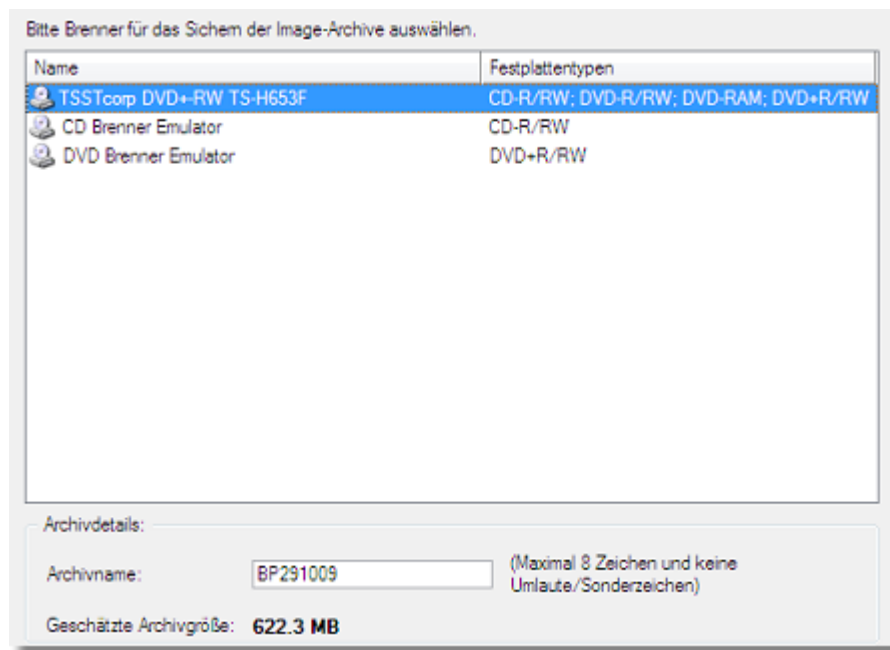 Bitte Brenner für das Sichern der Image-Archive auswählen.
Name Festplattentypen
TSSTcorp DVD+-RW TS-H653F CD-R/RW; DVD-R/RW; DVD-RAM; DVD+R/RW
CD Brenner Emulator CD-R/RW
DVD Brenner Emulator DVD+R/RW
Archivdetails:
Archivname: BP291009 (Maximal 8 Zeichen und keine
Umlaute/Sonderzeichen)
Geschätzte Archivgröße: 622.3 MB